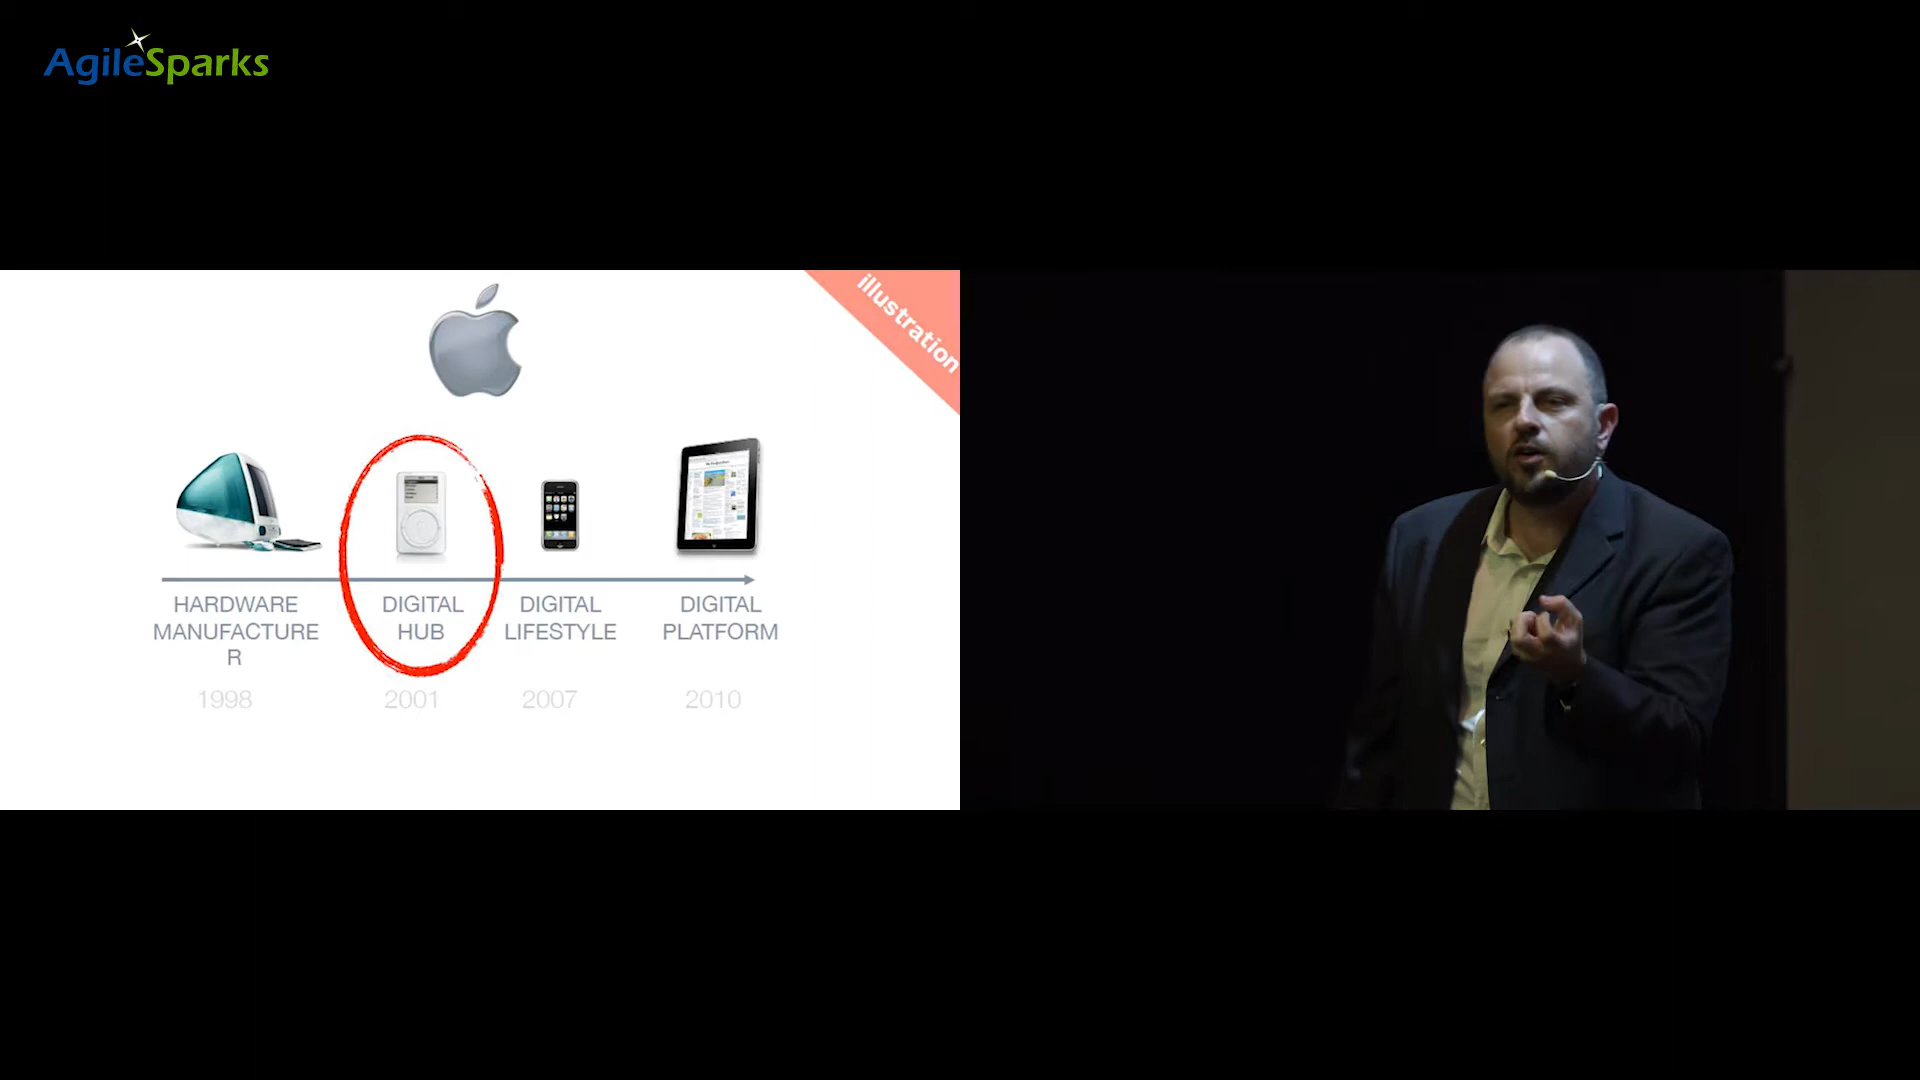 AgileSparks
illustration
HARDWARE
MANUFACTURE
R
DIGITAL
HUB
DIGITAL
LIFESTYLE
DIGITAL
PLATFORM
1998
2001
2007
2010